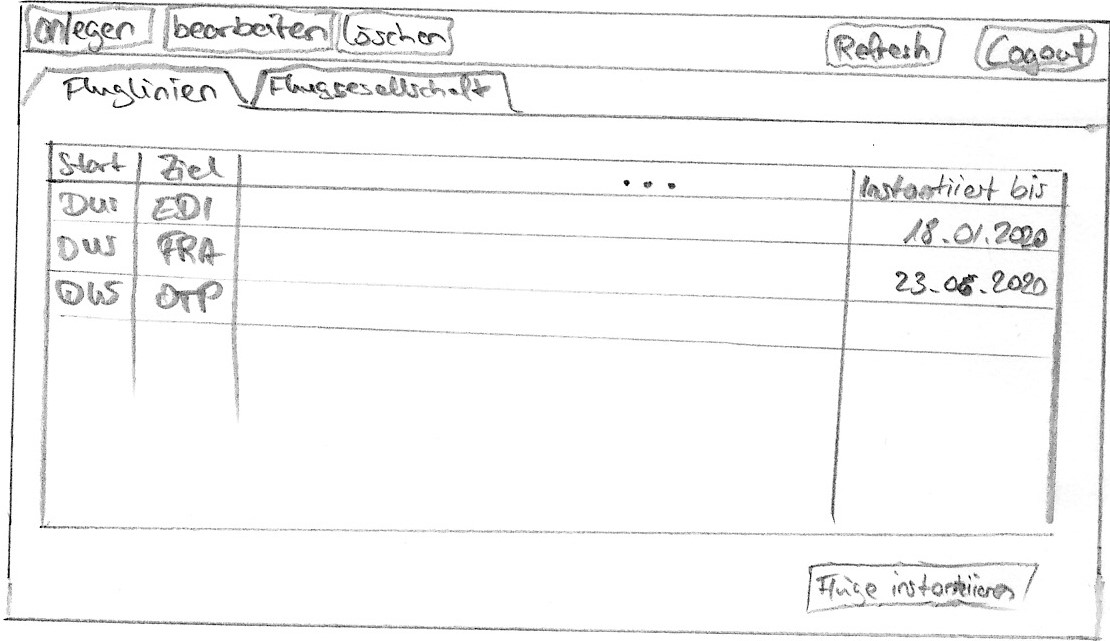 anlegen bearbeiten löschen Refresh Logout
Fluglinien Fluggesellschaft
Start Ziel ... Instantiiert bis
DUS EDI 18.01.2020
DUS FRA 23.05.2020
DUS OTP
Flüge instantiieren